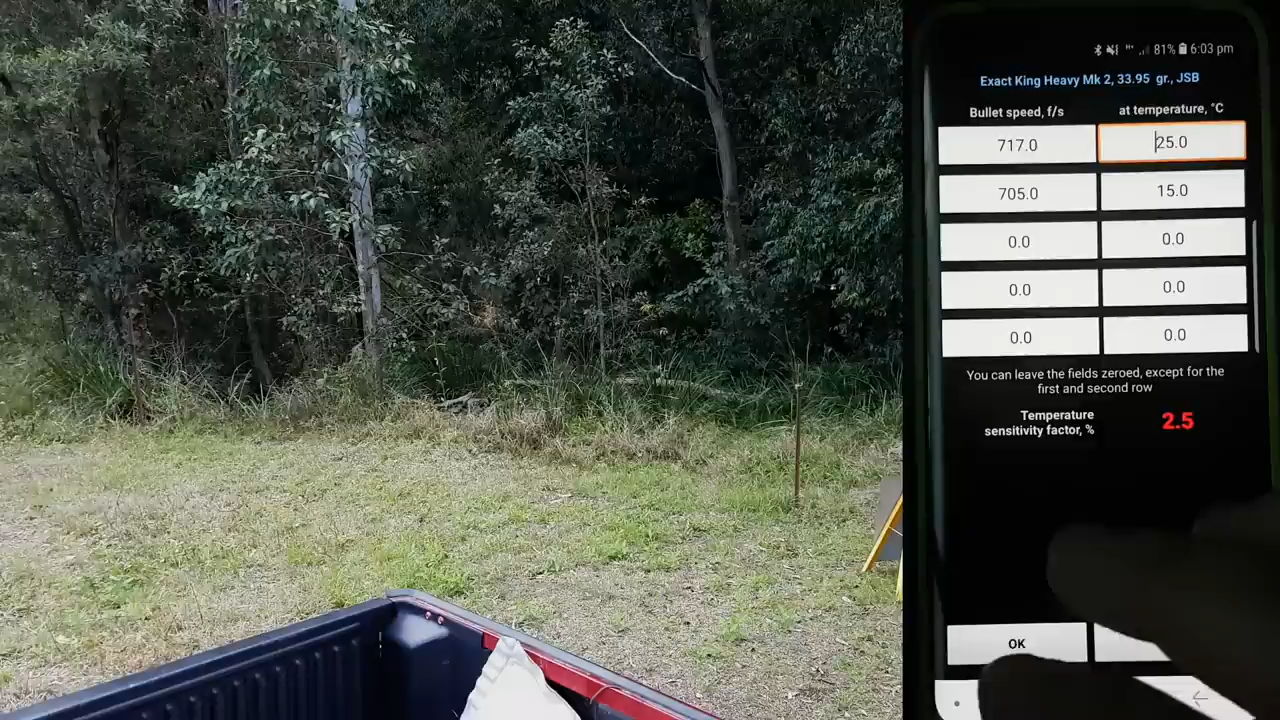 81% 6:03 pm
Exact King Heavy Mk 2, 33.95 gr., JSB
Bullet speed, f/s at temperature, °C
717.0 25.0
705.0 15.0
0.0 0.0
0.0 0.0
0.0 0.0
You can leave the fields zeroed, except for the
first and second row
Temperature
sensitivity factor, % 2.5
OK